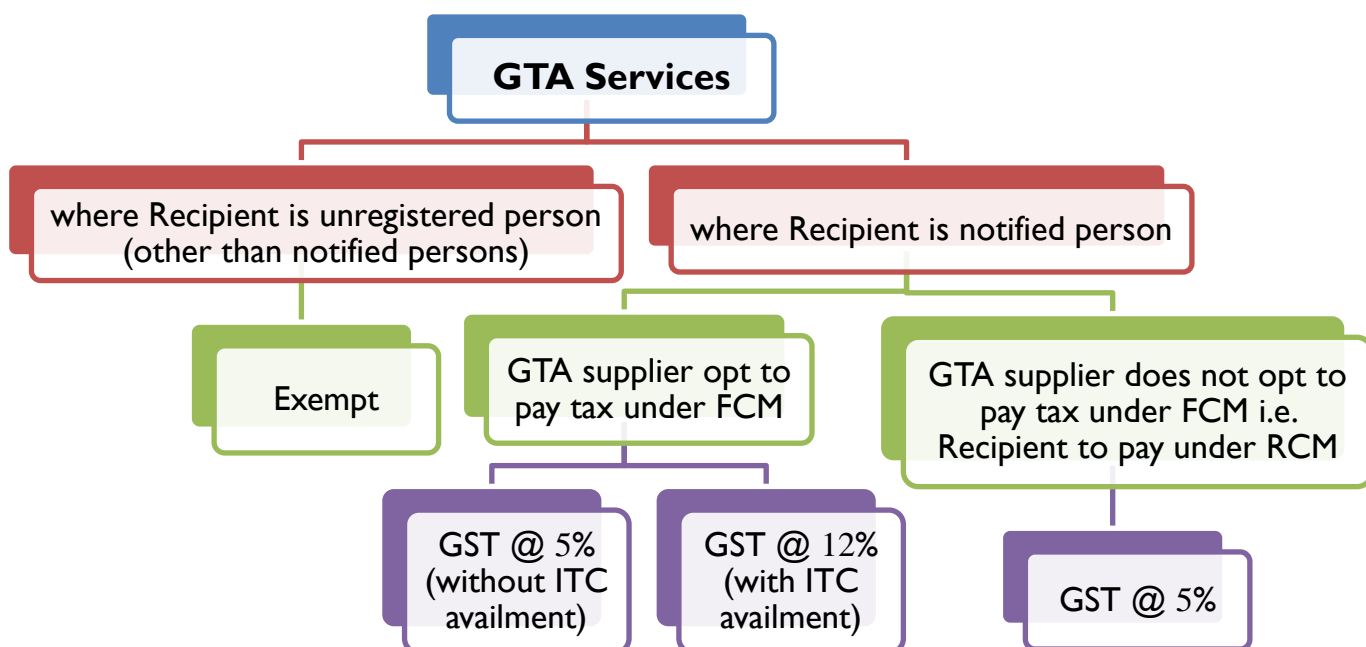 GTA Services
where Recipient is unregistered person
(other than notified persons)
where Recipient is notified person
Exempt
GTA supplier opt to
pay tax under FCM
GTA supplier does not opt to
pay tax under FCM i.e.
Recipient to pay under RCM
GST @ 5%
(without ITC
availment)
GST @ 12%
(with ITC
availment)
GST @ 5%